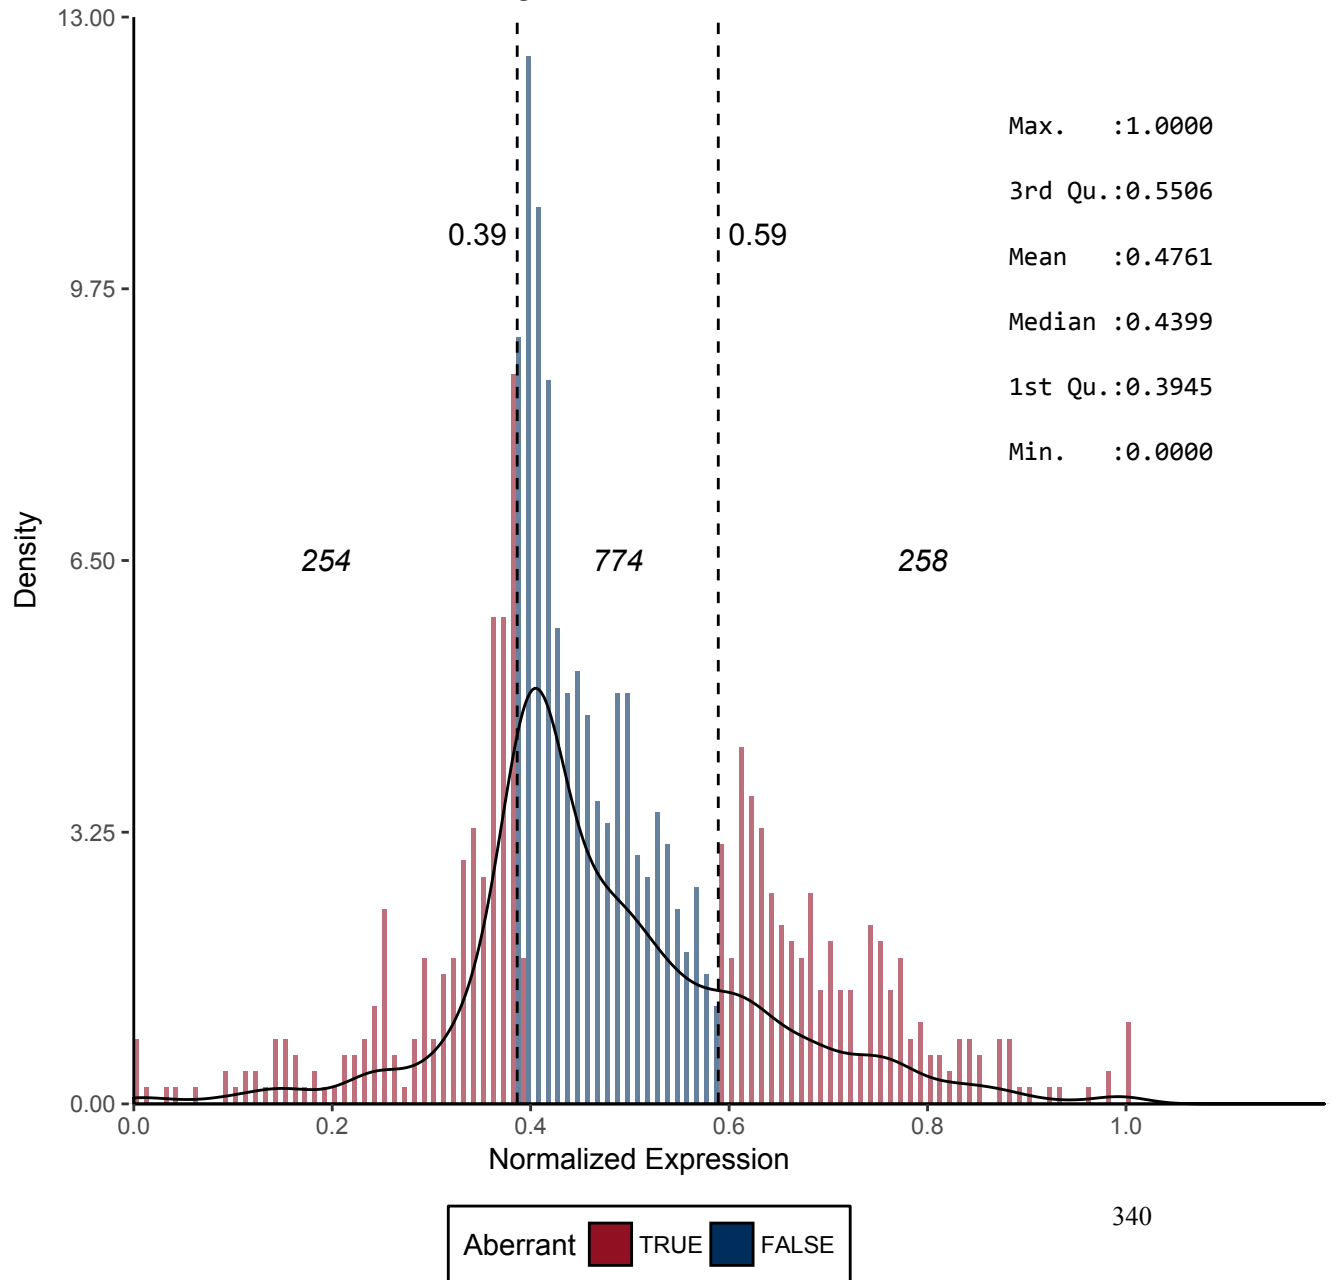 13.00
Max. :1.0000
3rd Qu.:0.5506
0.39
0.59
Mean :0.4761
9.75
Median :0.4399
1st Qu.:0.3945
Min. :0.0000
Density
6.50
254
774
258
3.25
0.00
0.0 0.2 0.4 0.6 0.8 1.0
Normalized Expression
340
Aberrant TRUE FALSE